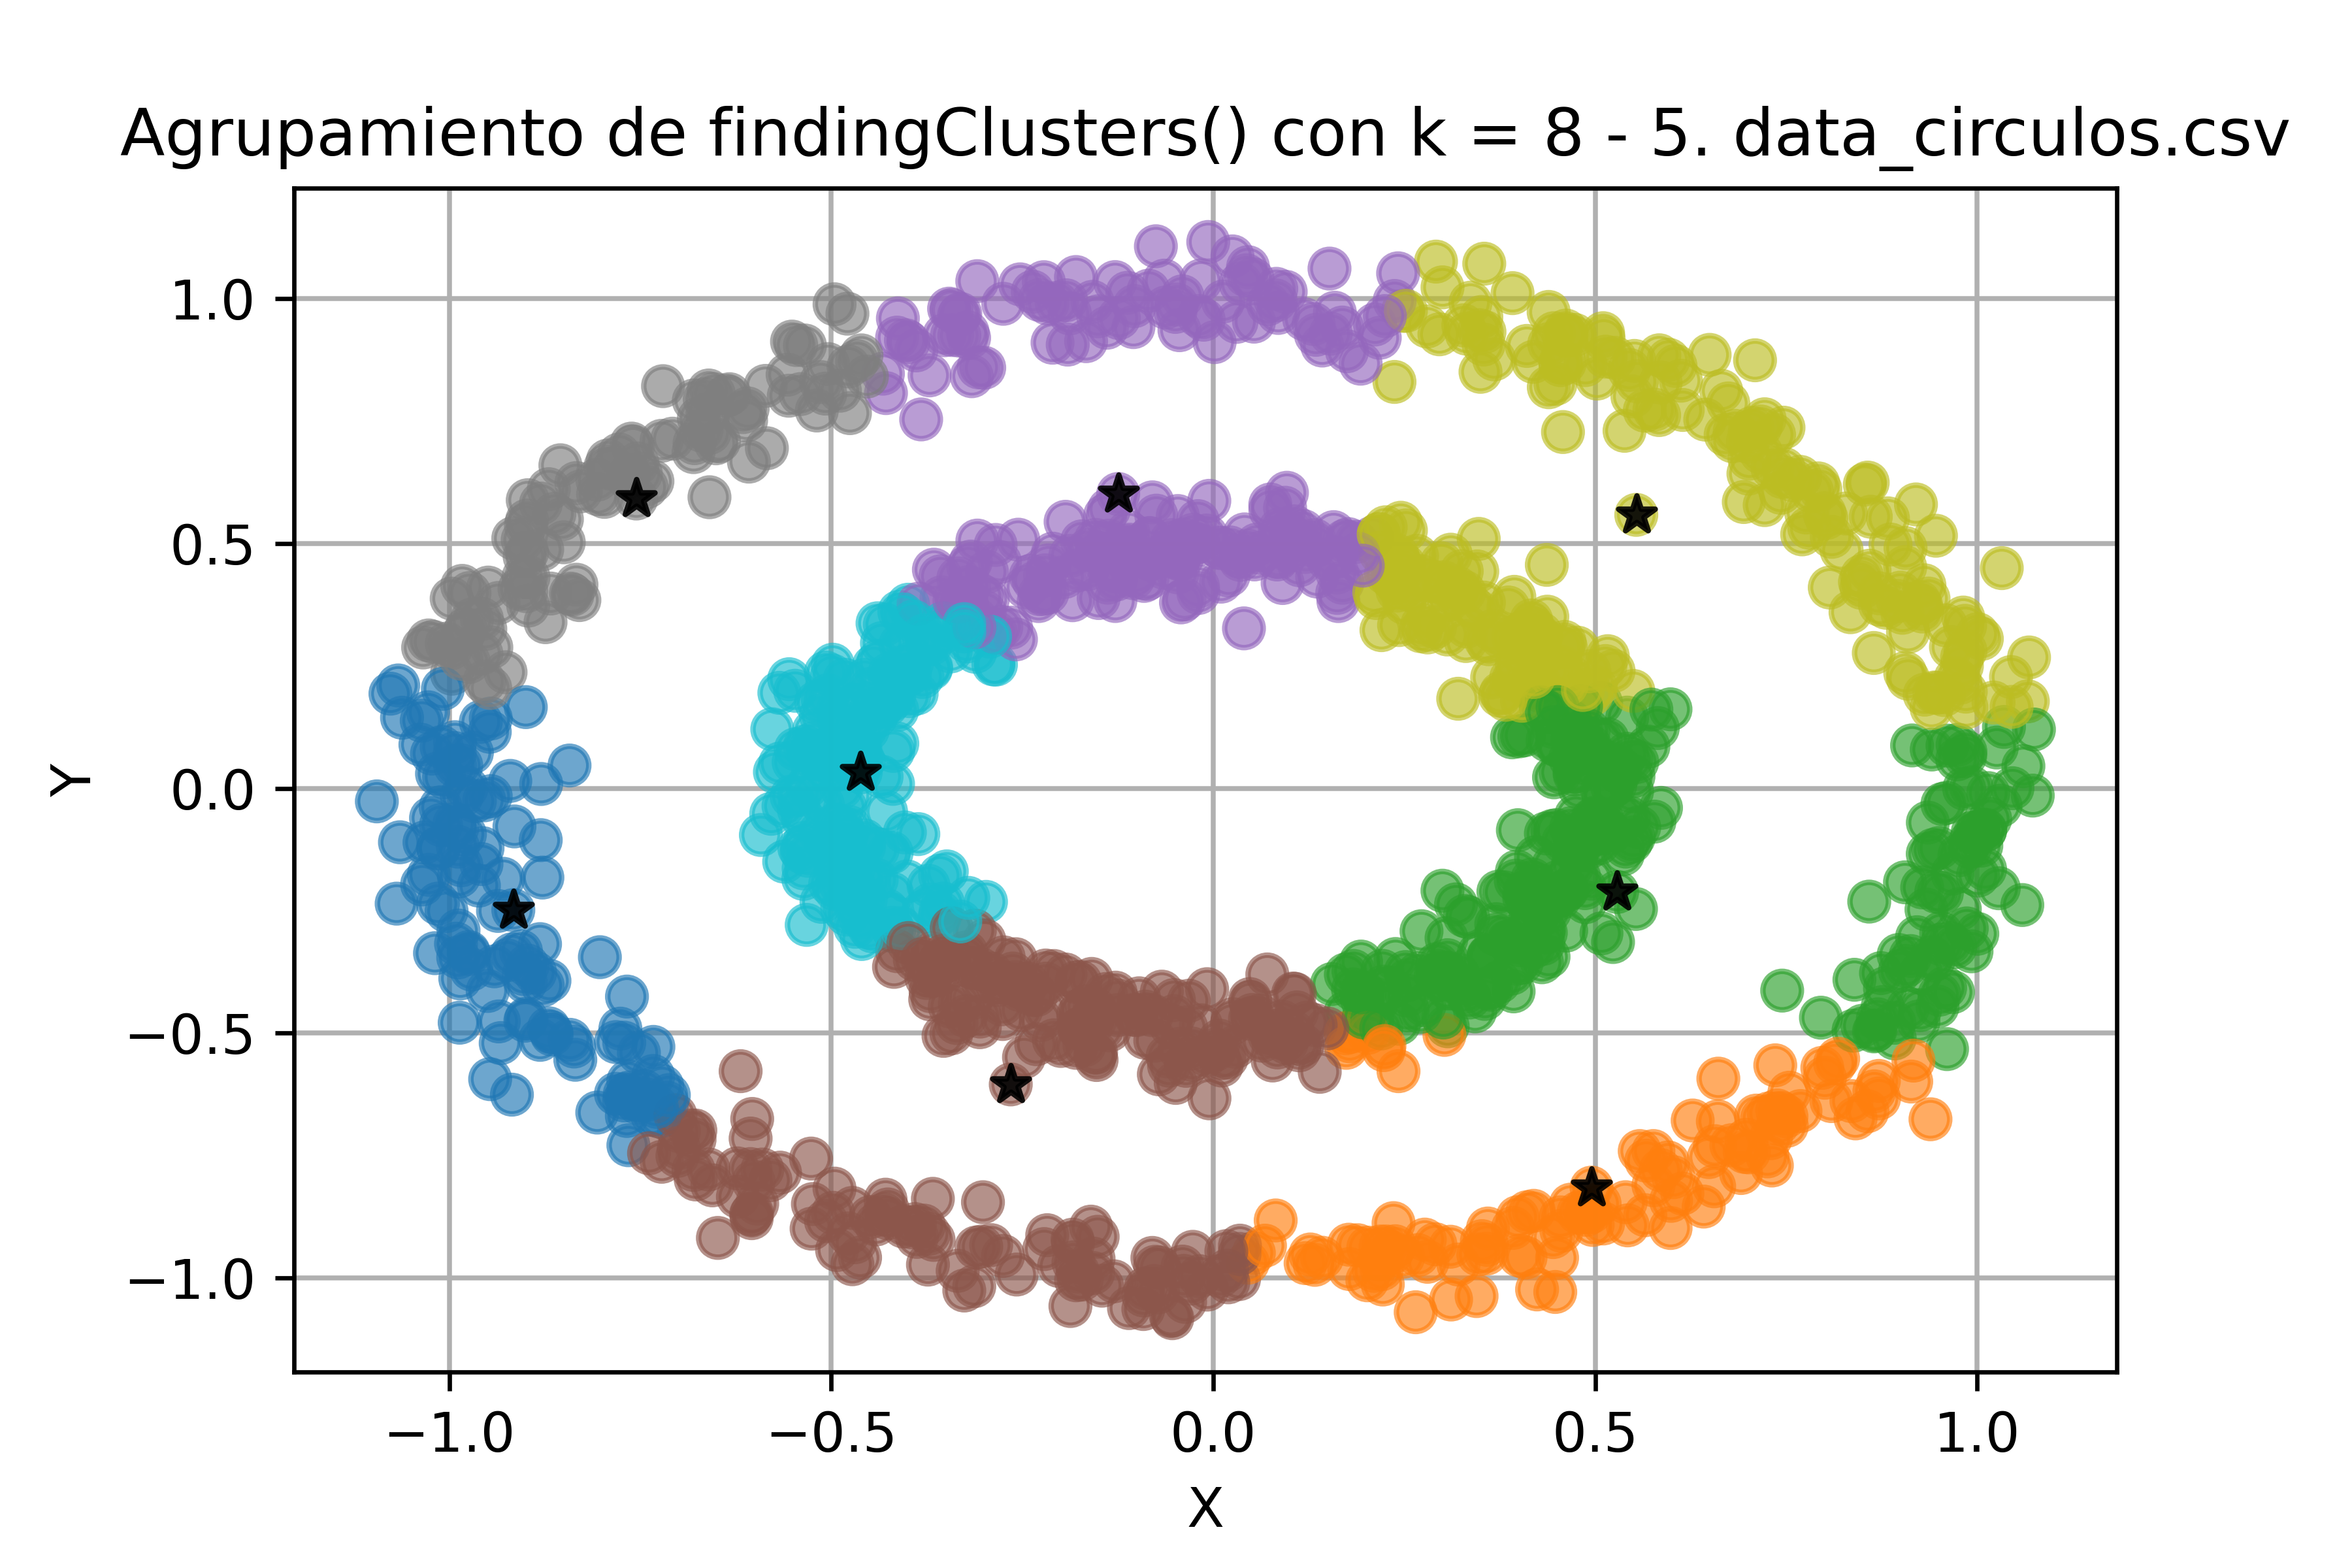 Agrupamiento de findingClusters() con k = 8 - 5. data_circulos.csv
Y
1.0
0.5
0.0
−0.5
−1.0
−1.0 −0.5 0.0 0.5 1.0
X